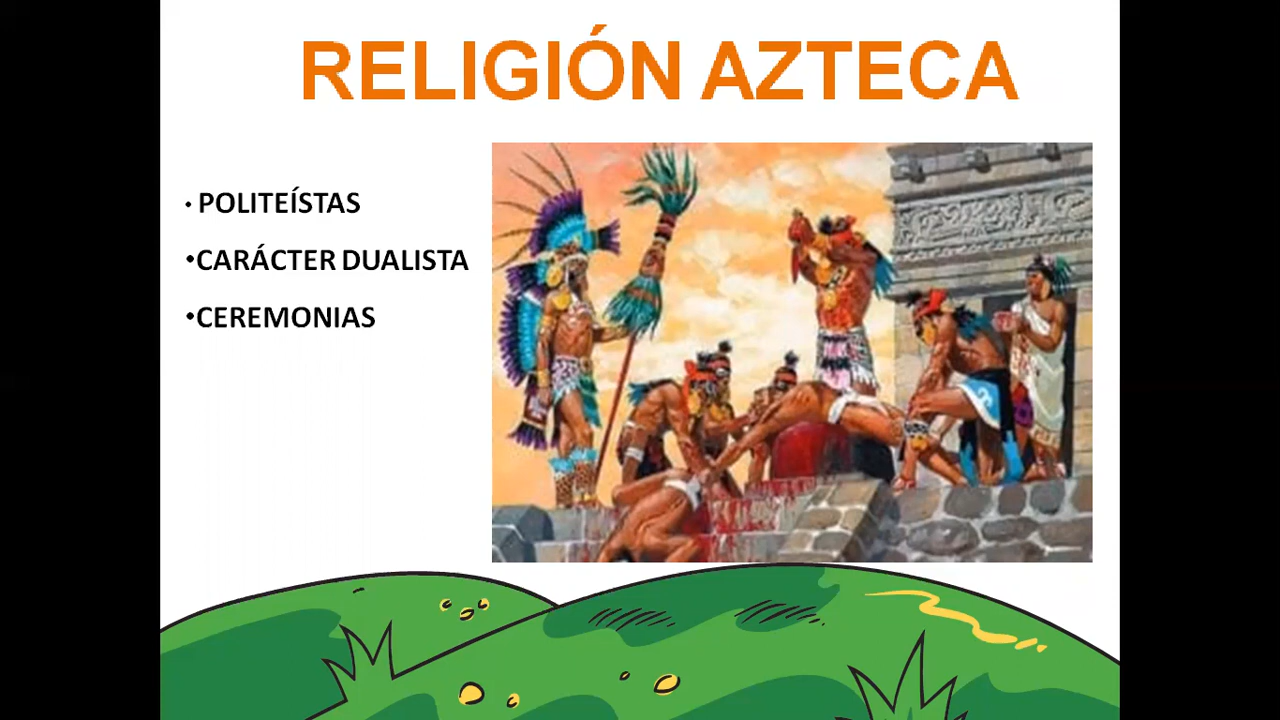 RELIGIÓN AZTECA
• POLITEÍSTAS
•CARÁCTER DUALISTA
•CEREMONIAS